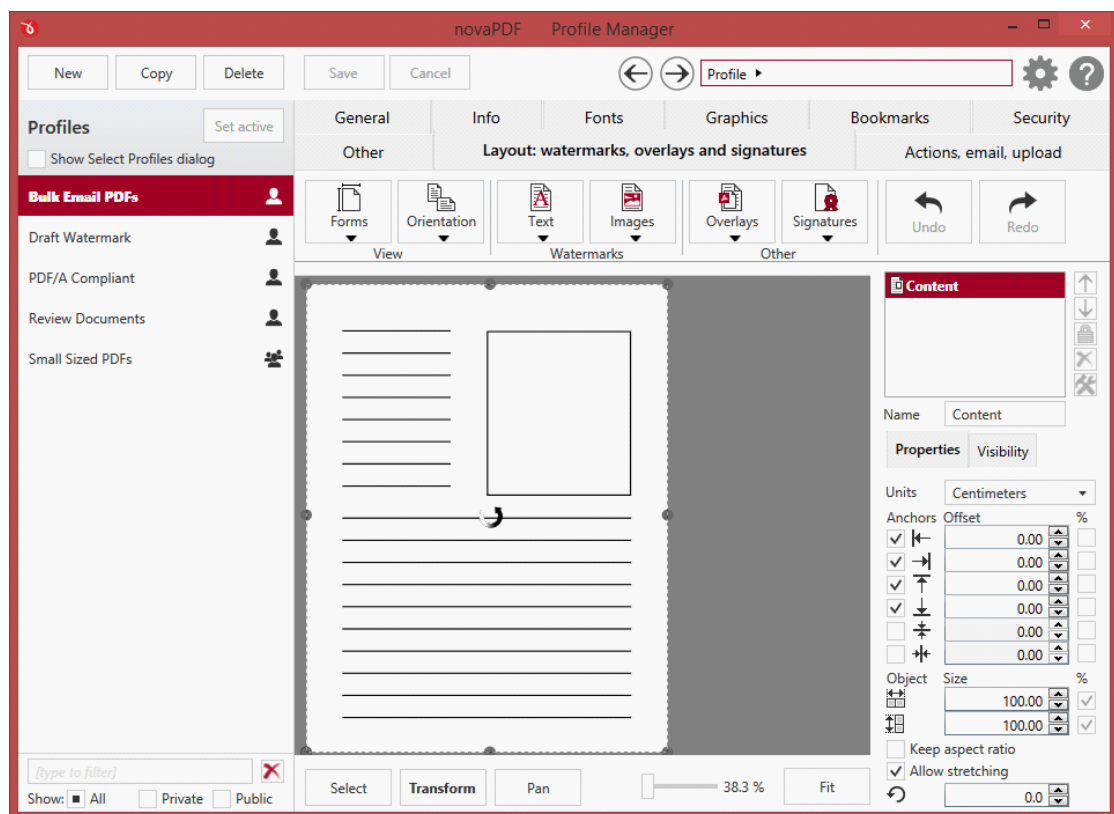 novaPDF Profile Manager
New Copy Delete Save Cancel Profile
Profiles Set active
Show Select Profiles dialog
Bulk Email PDFs
Draft Watermark
PDF/A Compliant
Review Documents
Small Sized PDFs
[type to filter]
Show: All Private Public
General Info Fonts Graphics Bookmarks Security
Other Layout: watermarks, overlays and signatures Actions, email, upload
Forms Orientation Text Images Overlays Signatures Undo Redo
View Watermarks Other
Select Transform Pan 38.3 % Fit
Content
Name Content
Properties Visibility
Units Centimeters
Anchors Offset %
0.00
0.00
0.00
0.00
0.00
0.00
Object Size %
100.00
100.00
Keep aspect ratio
Allow stretching
0.0